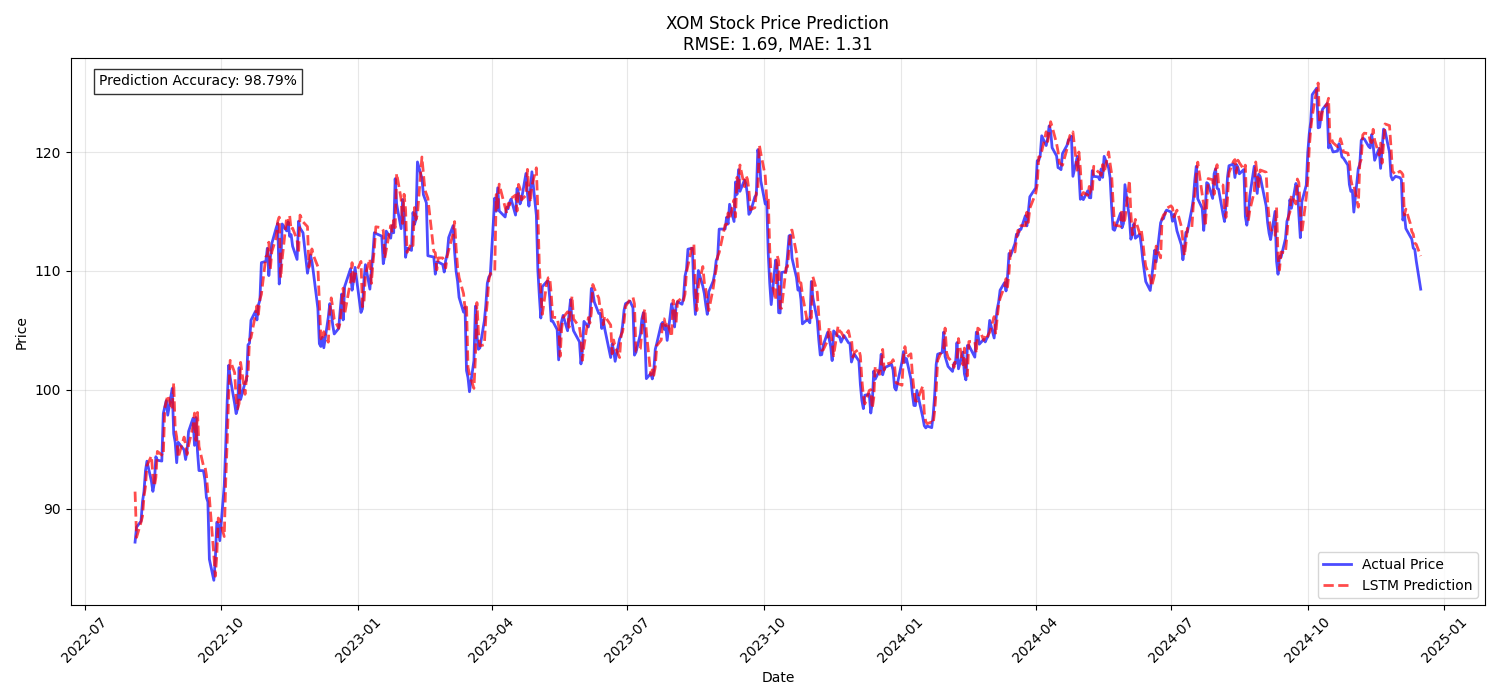 XOM Stock Price Prediction
RMSE: 1.69, MAE: 1.31
Prediction Accuracy: 98.79%
Price
120
110
100
90
Actual Price
LSTM Prediction
2022-07
2022-10
2023-01
2023-04
2023-07
2023-10
2024-01
2024-04
2024-07
2024-10
2025-01
Date